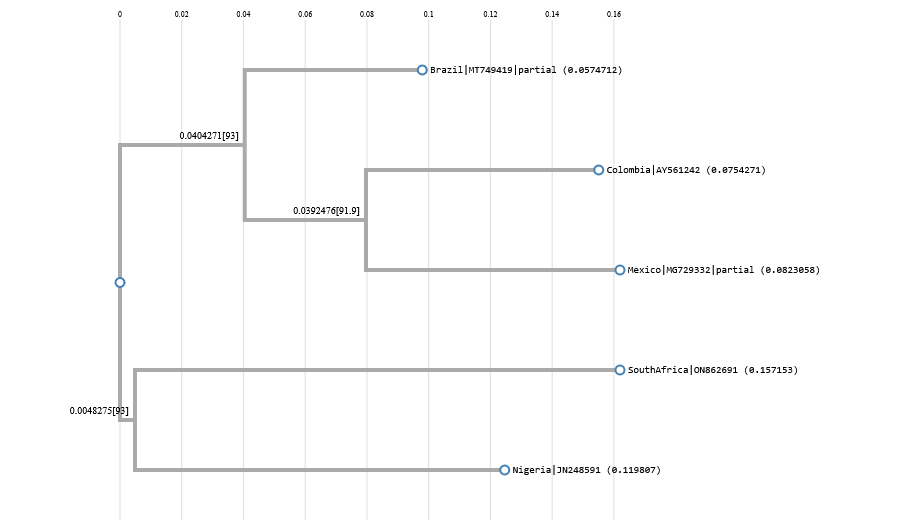 0 0.02 0.04 0.06 0.08 0.1 0.12 0.14 0.16
Brazil|MT749419|partial (0.0574712)
0.0404271[93]
Colombia|AY561242 (0.0754271)
0.0392476[91.9]
Mexico|MG729332|partial (0.0823058)
SouthAfrica|ON862691 (0.157153)
0.0048275[93]
Nigeria|JN248591 (0.119807)